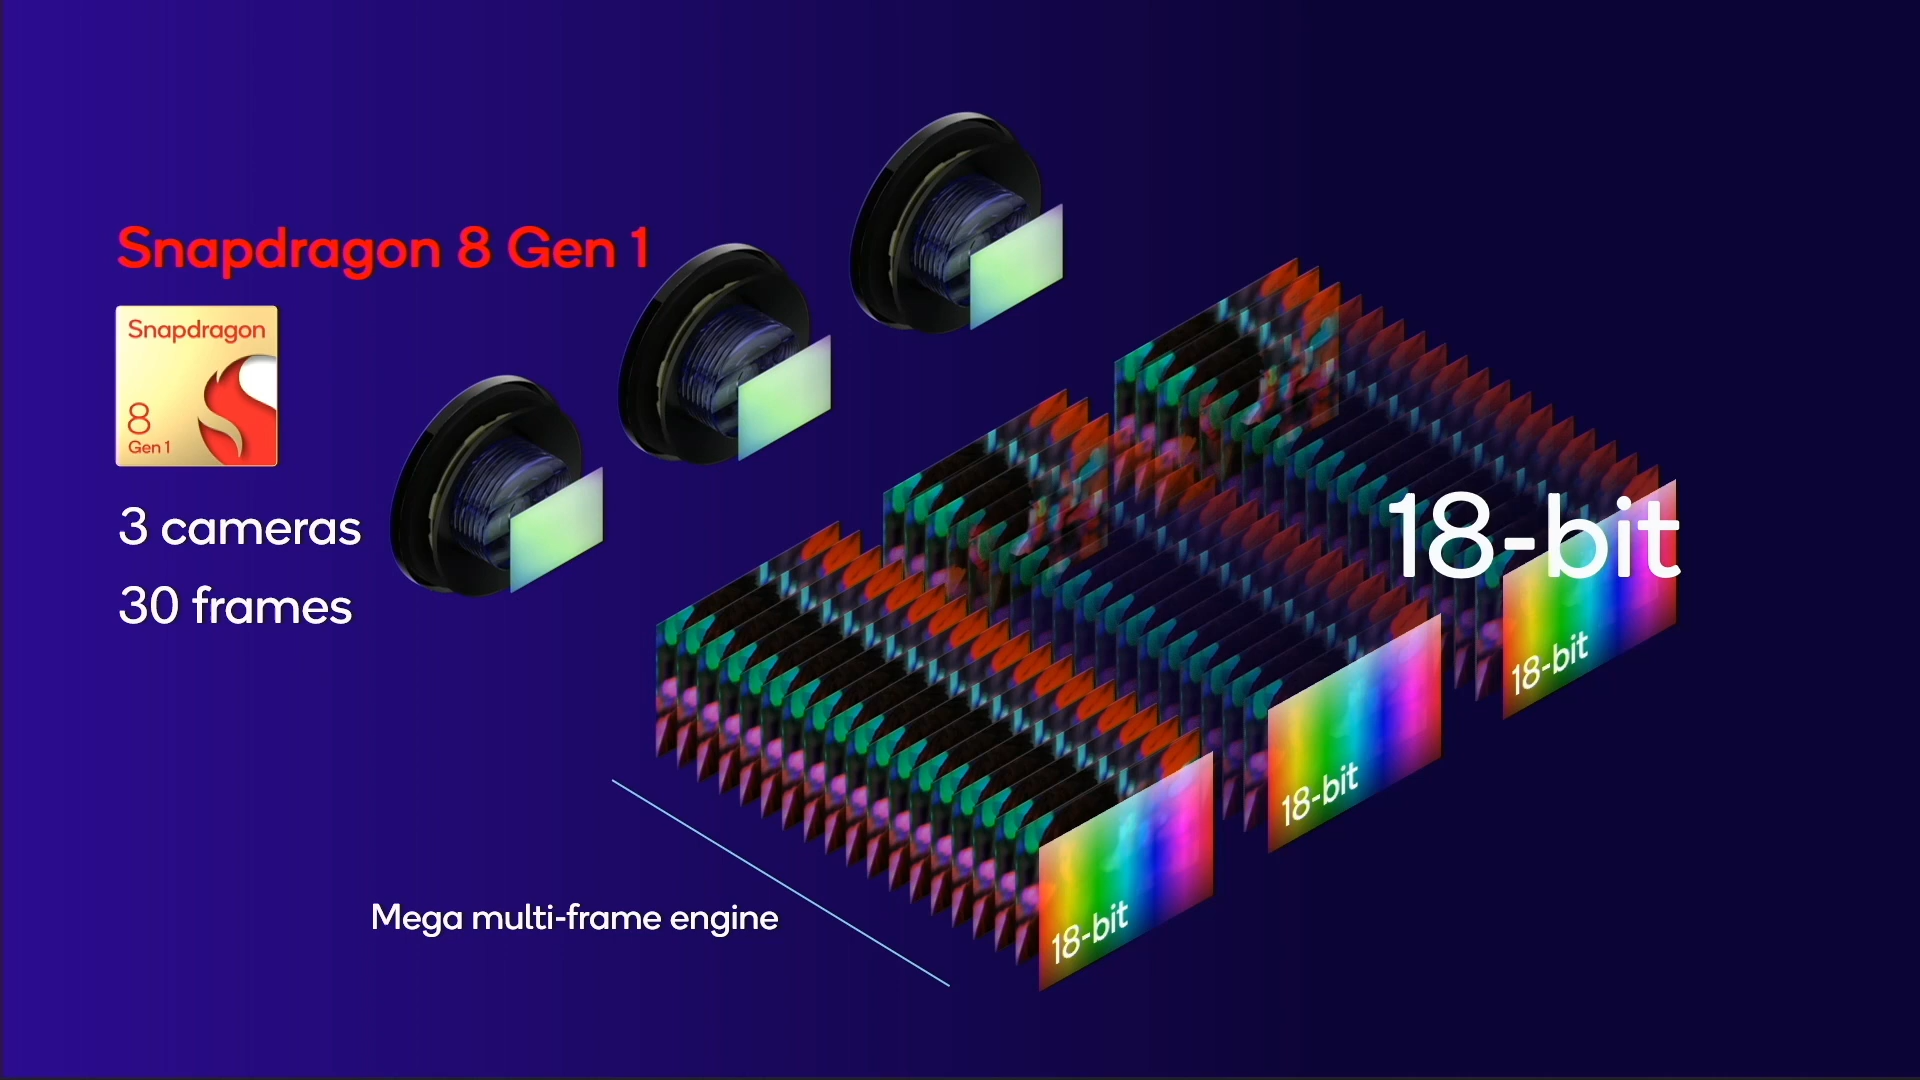 Snapdragon 8 Gen 1
Snapdragon
8
Gen 1
3 cameras
30 frames
18-bit
18-bit
18-bit
18-bit
Mega multi-frame engine